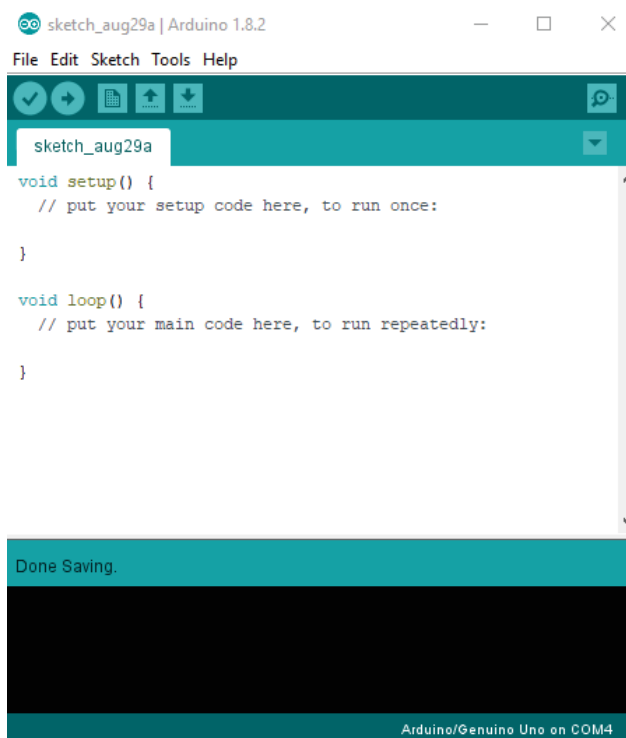 sketch_aug29a | Arduino 1.8.2
File Edit Sketch Tools Help
sketch_aug29a
void setup() {
  // put your setup code here, to run once:
}
void loop() {
  // put your main code here, to run repeatedly:
}
Done Saving.
Arduino/Genuino Uno on COM4